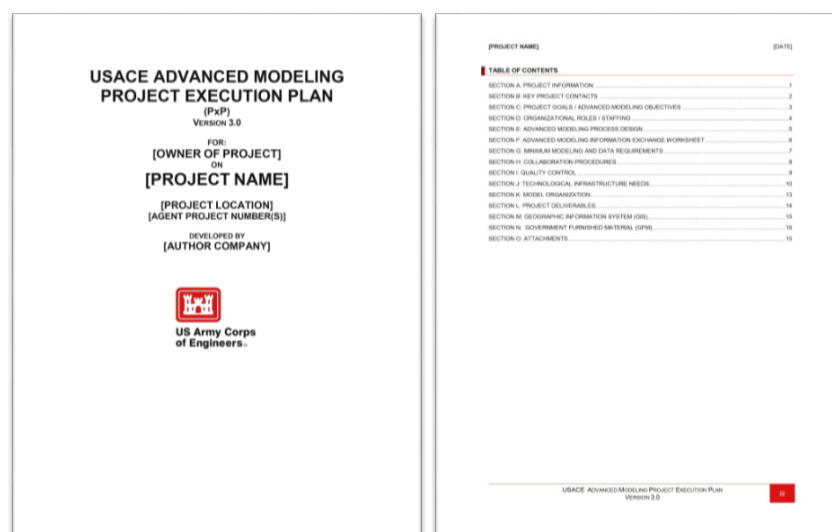 USACE ADVANCED MODELING
PROJECT EXECUTION PLAN
(PxP)
VERSION 3.0
FOR:
[OWNER OF PROJECT]
ON
[PROJECT NAME]
[PROJECT LOCATION]
[AGENT PROJECT NUMBER(S)]
DEVELOPED BY
[AUTHOR COMPANY]
US Army Corps
of Engineers®
[PROJECT NAME] [DATE]
TABLE OF CONTENTS
SECTION A: PROJECT INFORMATION 1
SECTION B: KEY PROJECT CONTACTS 2
SECTION C: PROJECT GOALS / ADVANCED MODELING OBJECTIVES 3
SECTION D: ORGANIZATIONAL ROLES / STAFFING 4
SECTION E: ADVANCED MODELING PROCESS DESIGN 5
SECTION F: ADVANCED MODELING INFORMATION EXCHANGE WORKSHEET 6
SECTION G: MINIMUM MODELING AND DATA REQUIREMENTS 7
SECTION H: COLLABORATION PROCEDURES 8
SECTION I: QUALITY CONTROL 9
SECTION J: TECHNOLOGICAL INFRASTRUCTURE NEEDS 10
SECTION K: MODEL ORGANIZATION 13
SECTION L: PROJECT DELIVERABLES 14
SECTION M: GEOGRAPHIC INFORMATION SYSTEM (GIS) 15
SECTION N: GOVERNMENT FURNISHED MATERIAL (GFM) 15
SECTION O: ATTACHMENTS 15
USACE ADVANCED MODELING PROJECT EXECUTION PLAN
VERSION 3.0